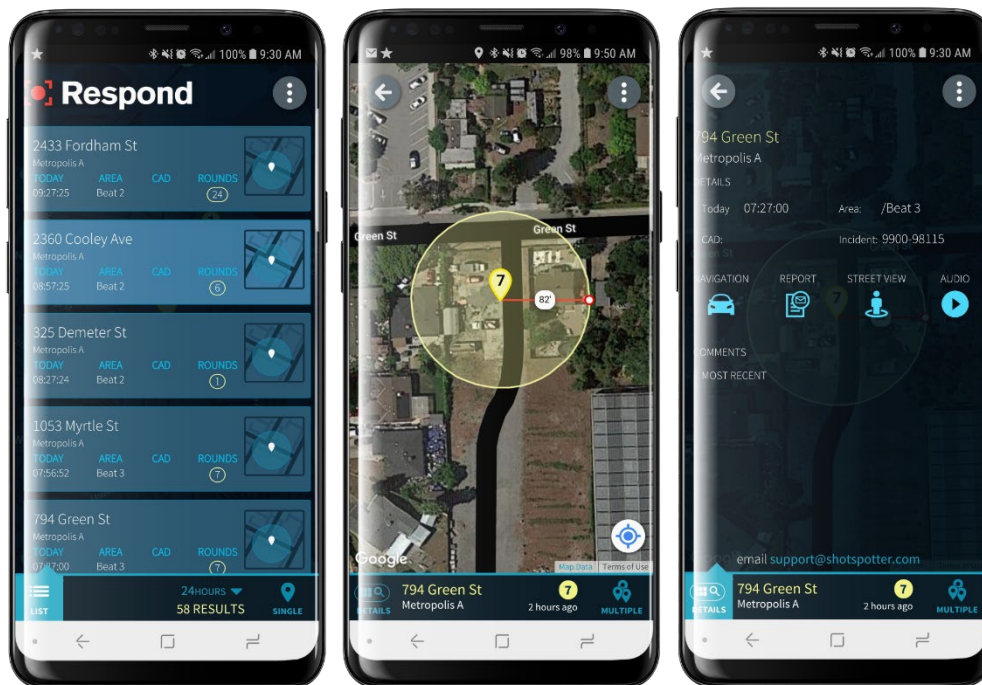 100% 9:30 AM
Respond
2433 Fordham St
Metropolis A
TODAY AREA CAD ROUNDS
09:27:25 Beat 2 24
2360 Cooley Ave
Metropolis A
TODAY AREA CAD ROUNDS
08:57:25 Beat 2 6
325 Demeter St
Metropolis A
TODAY AREA CAD ROUNDS
08:27:24 Beat 2 1
1053 Myrtle St
Metropolis A
TODAY AREA CAD ROUNDS
07:56:52 Beat 3 7
794 Green St
Metropolis A
TODAY AREA CAD ROUNDS
07:27:00 Beat 3 7
LIST
24HOURS
58 RESULTS
SINGLE
98% 9:50 AM
Green St
Green St
7
82'
Google
Map Data Terms of Use
DETAILS
794 Green St
Metropolis A
7
2 hours ago
MULTIPLE
100% 9:30 AM
794 Green St
Metropolis A
DETAILS
Today 07:27:00 Area: /Beat 3
CAD: Incident: 9900-98115
NAVIGATION REPORT STREET VIEW AUDIO
COMMENTS
MOST RECENT
email support@shotspotter.com
DETAILS
794 Green St
Metropolis A
7
2 hours ago
MULTIPLE